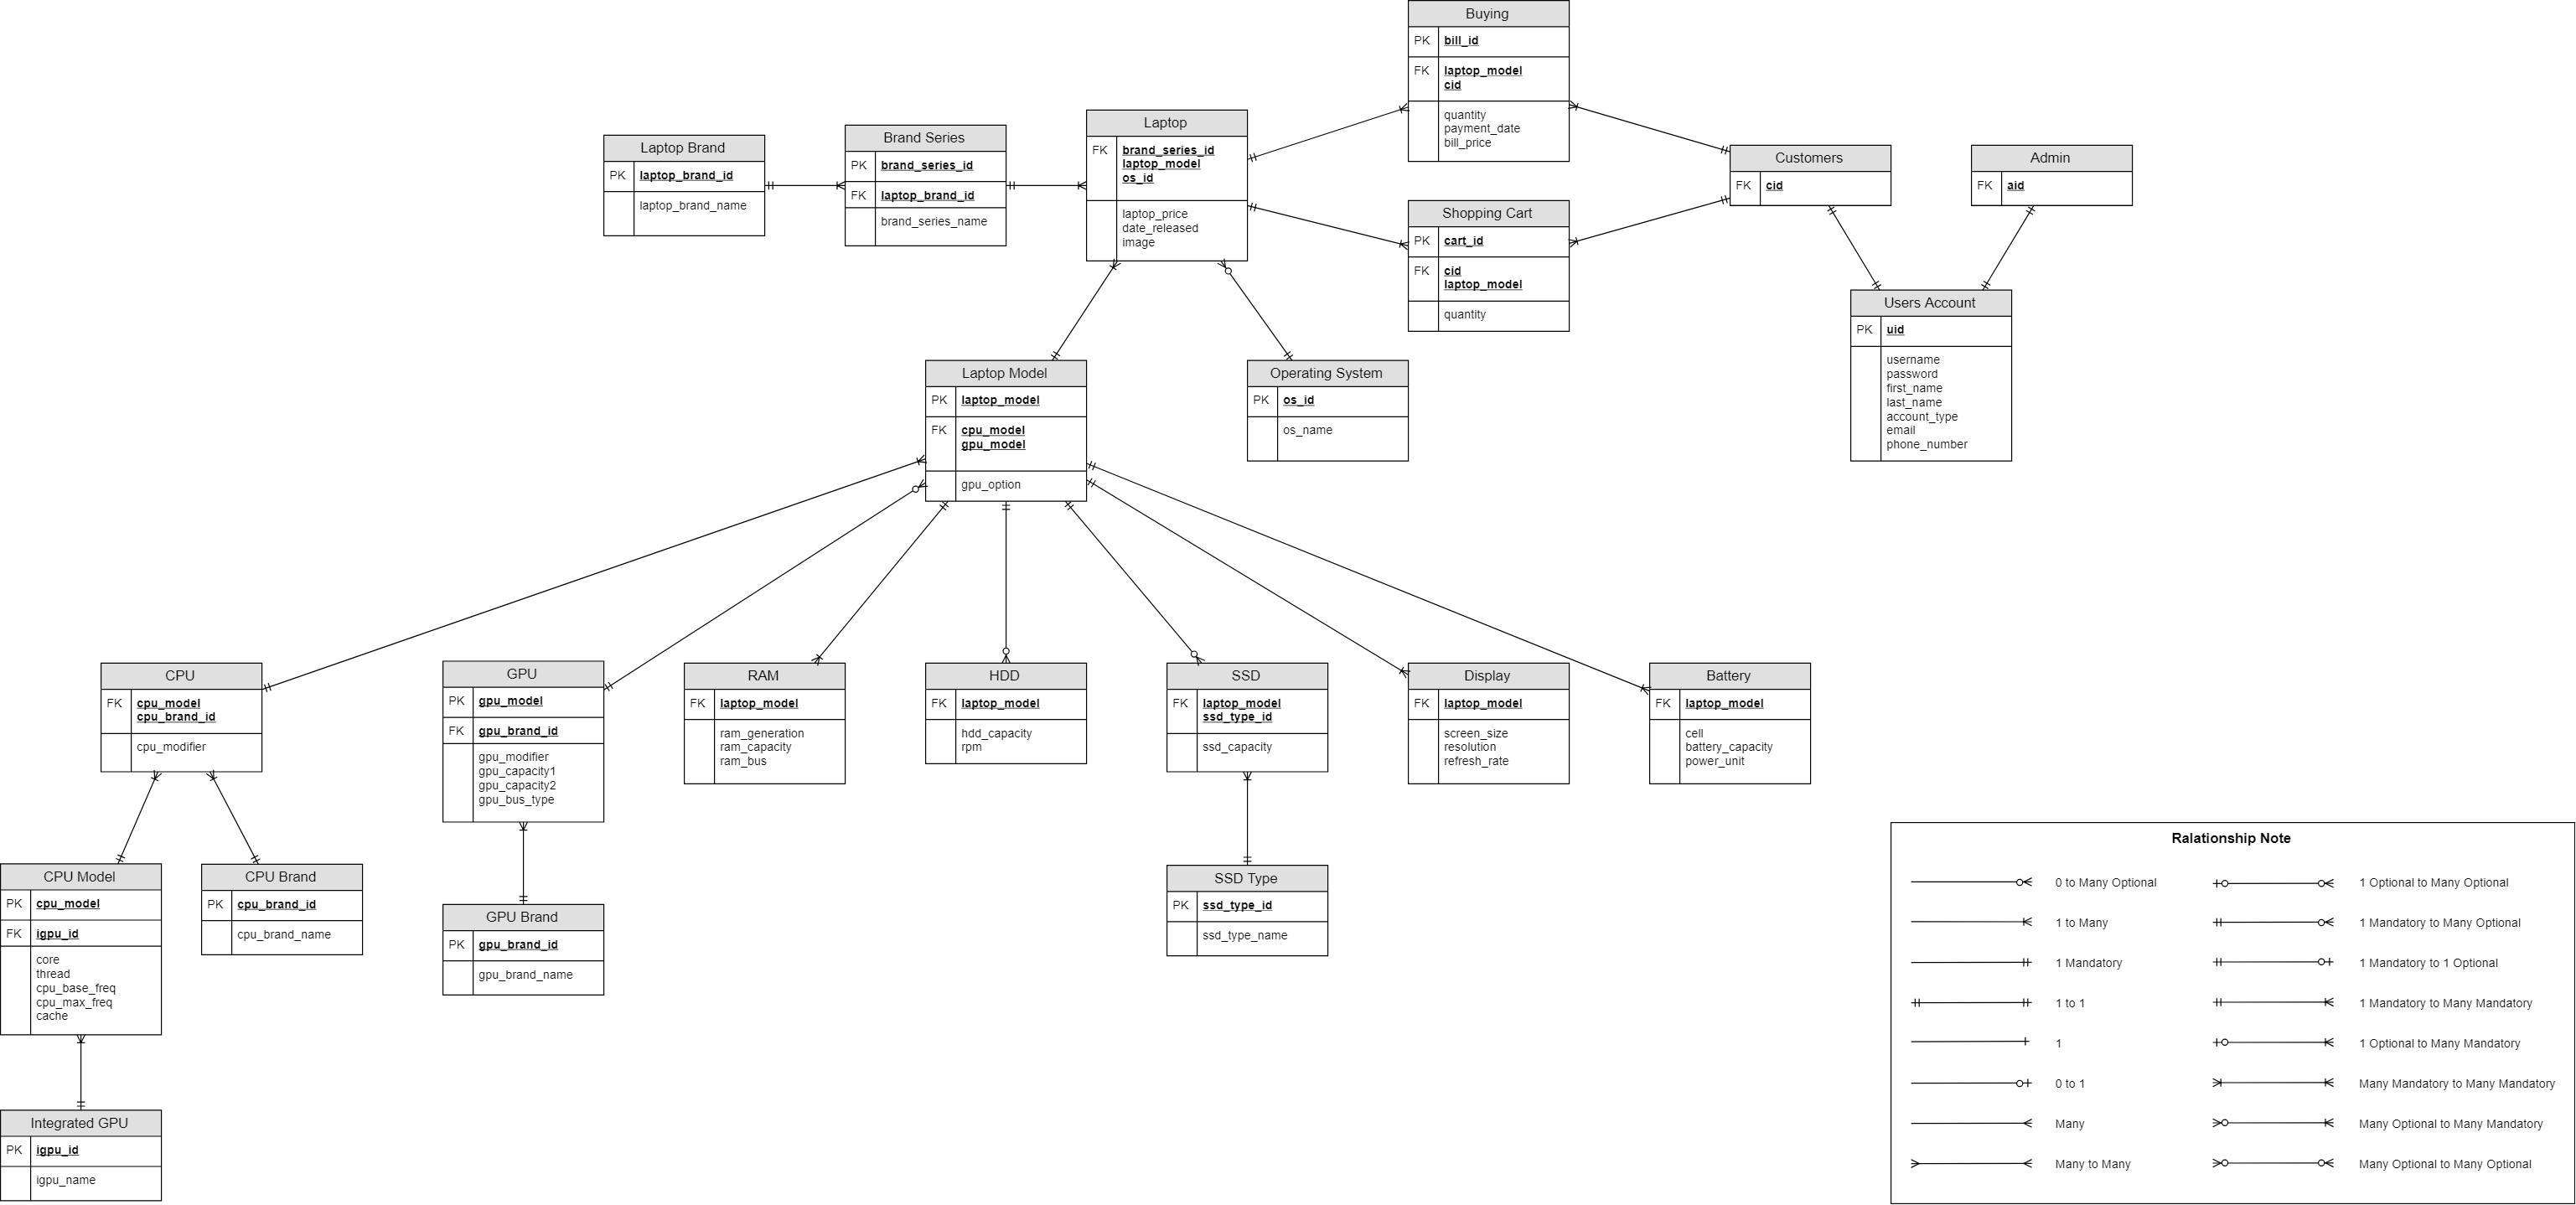 Buying
PK bill_id
FK laptop_model
cid
quantity
payment_date
bill_price
Laptop Brand
PK laptop_brand_id
laptop_brand_name
Brand Series
PK brand_series_id
FK laptop_brand_id
brand_series_name
Laptop
FK brand_series_id
laptop_model
os_id
laptop_price
date_released
image
Shopping Cart
PK cart_id
FK cid
laptop_model
quantity
Customers
FK cid
Admin
FK aid
Users Account
PK uid
username
password
first_name
last_name
account_type
email
phone_number
Laptop Model
PK laptop_model
FK cpu_model
gpu_model
gpu_option
Operating System
PK os_id
os_name
CPU
FK cpu_model
cpu_brand_id
cpu_modifier
GPU
PK gpu_model
FK gpu_brand_id
gpu_modifier
gpu_capacity1
gpu_capacity2
gpu_bus_type
RAM
FK laptop_model
ram_generation
ram_capacity
ram_bus
HDD
FK laptop_model
hdd_capacity
rpm
SSD
FK laptop_model
ssd_type_id
ssd_capacity
Display
FK laptop_model
screen_size
resolution
refresh_rate
Battery
FK laptop_model
cell
battery_capacity
power_unit
CPU Model
PK cpu_model
FK igpu_id
core
thread
cpu_base_freq
cpu_max_freq
cache
CPU Brand
PK cpu_brand_id
cpu_brand_name
GPU Brand
PK gpu_brand_id
gpu_brand_name
SSD Type
PK ssd_type_id
ssd_type_name
Integrated GPU
PK igpu_id
igpu_name
Ralationship Note
0 to Many Optional
1 to Many
1 Mandatory
1 to 1
1
0 to 1
Many
Many to Many
1 Optional to Many Optional
1 Mandatory to Many Optional
1 Mandatory to 1 Optional
1 Mandatory to Many Mandatory
1 Optional to Many Mandatory
Many Mandatory to Many Mandatory
Many Optional to Many Mandatory
Many Optional to Many Optional